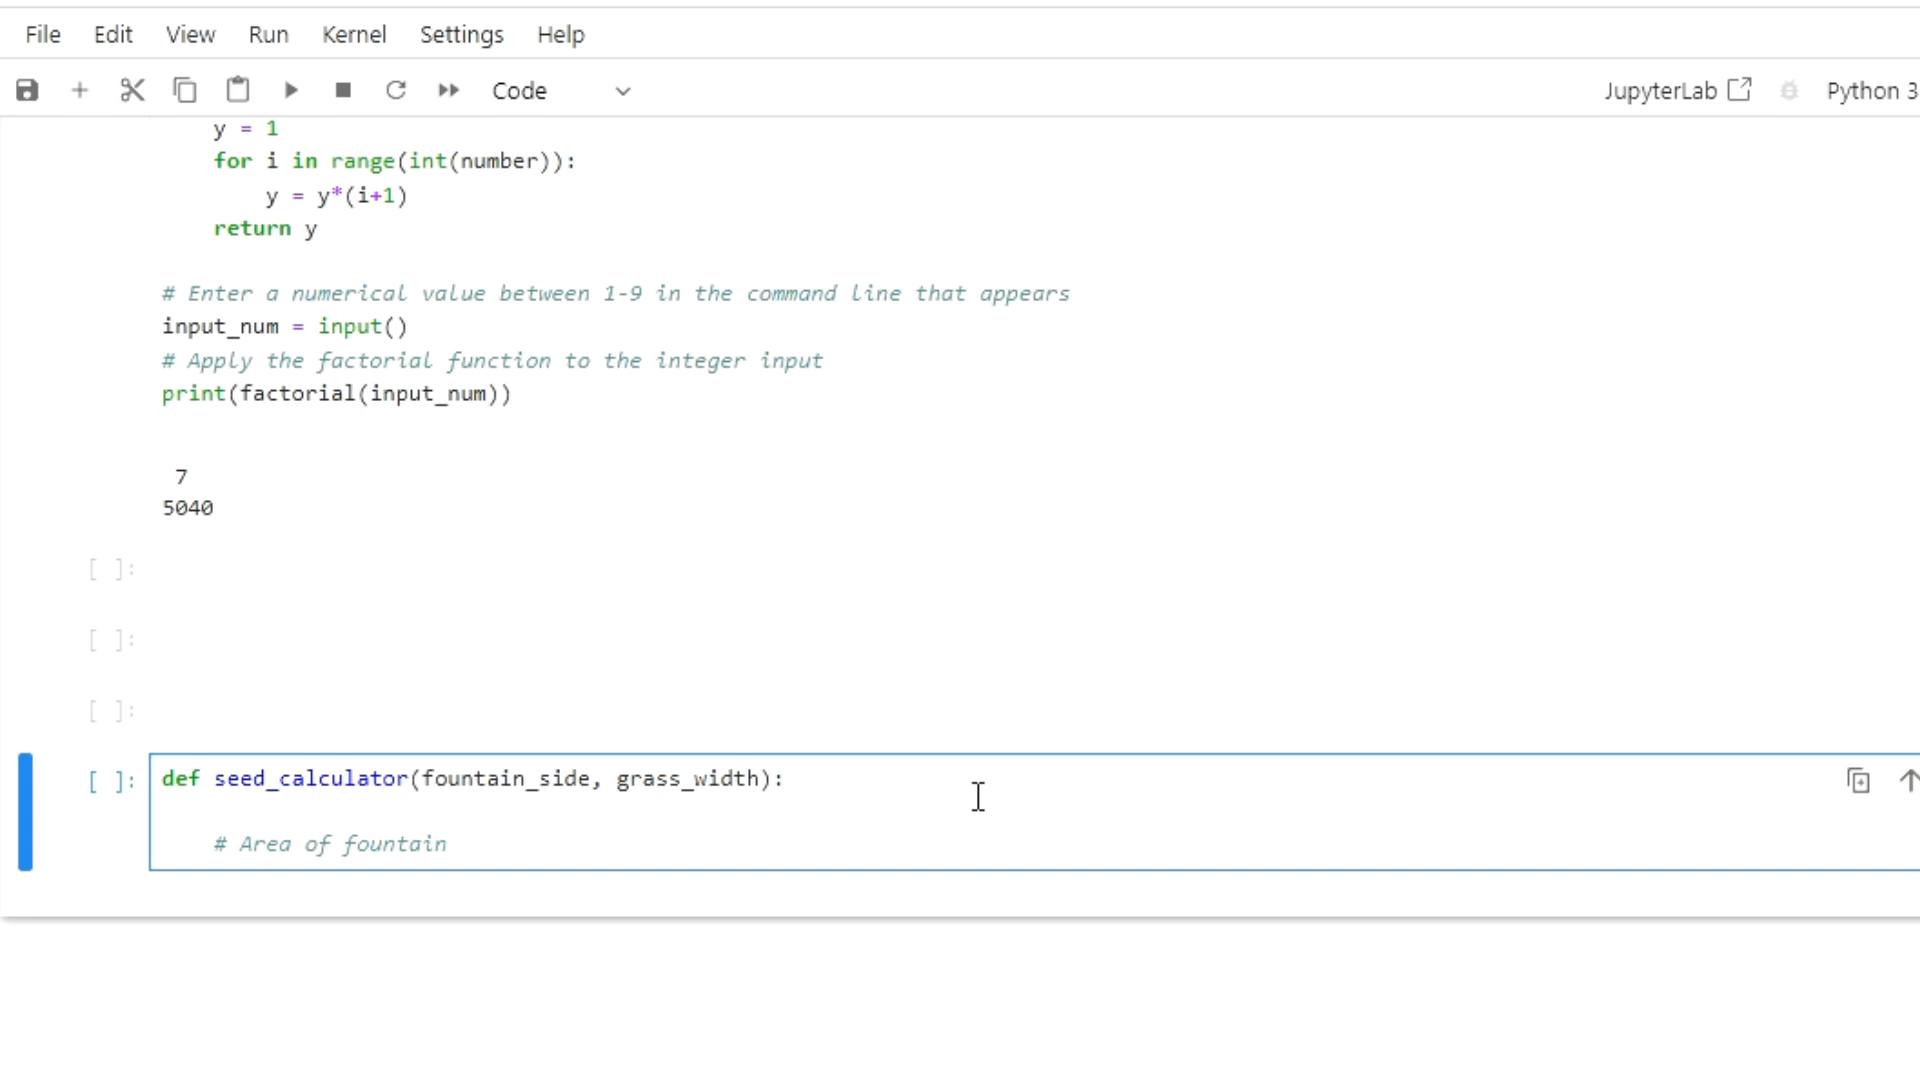 File Edit View Run Kernel Settings Help
Code JupyterLab Python 3
y = 1
for i in range(int(number)):
y = y*(i+1)
return y
# Enter a numerical value between 1-9 in the command line that appears
input_num = input()
# Apply the factorial function to the integer input
print(factorial(input_num))
7
5040
[ ]:
[ ]:
[ ]:
[ ]: def seed_calculator(fountain_side, grass_width):
# Area of fountain